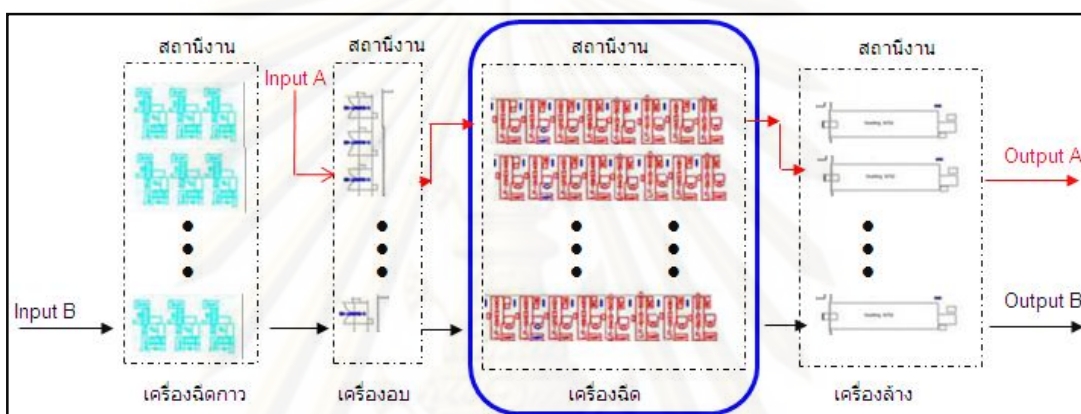 สถานีงาน
สถานีงาน
สถานีงาน
สถานีงาน
Input A
Output A
Input B
Output B
เครื่องฉีดกาว
เครื่องอบ
เครื่องฉีด
เครื่องล้าง